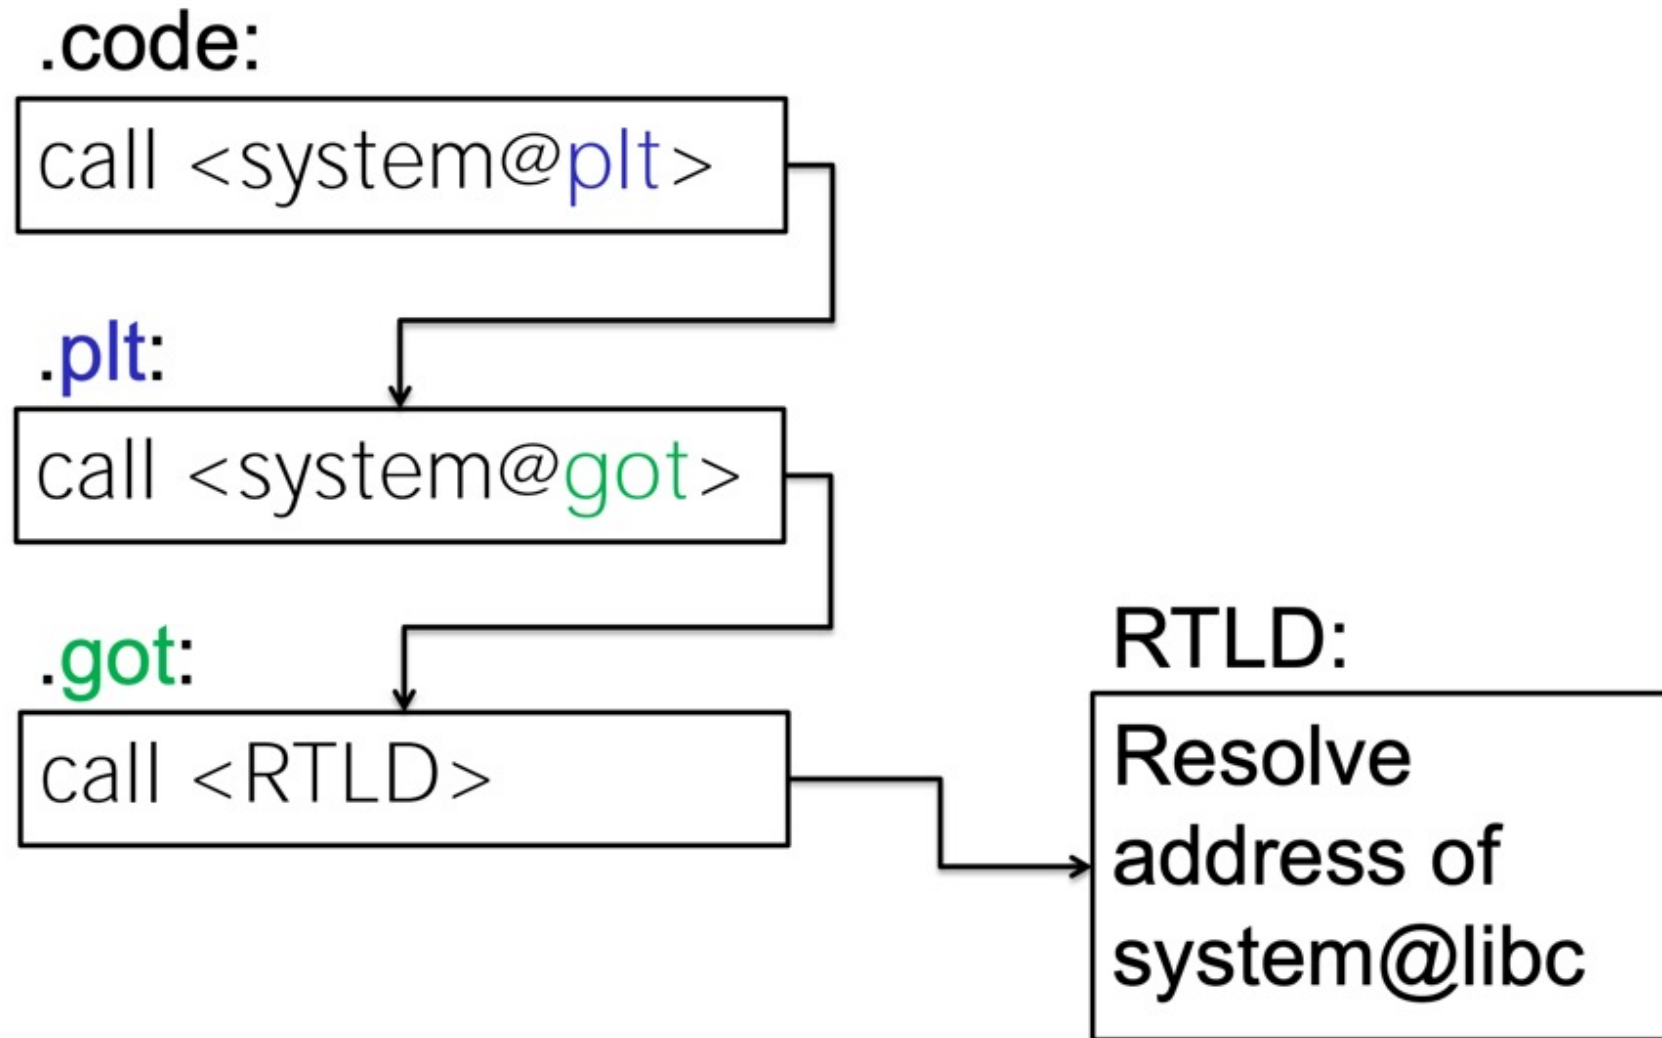 .code:
call <system@plt>
.plt:
call <system@got>
.got:
call <RTLD>
RTLD:
Resolve
address of
system@libc